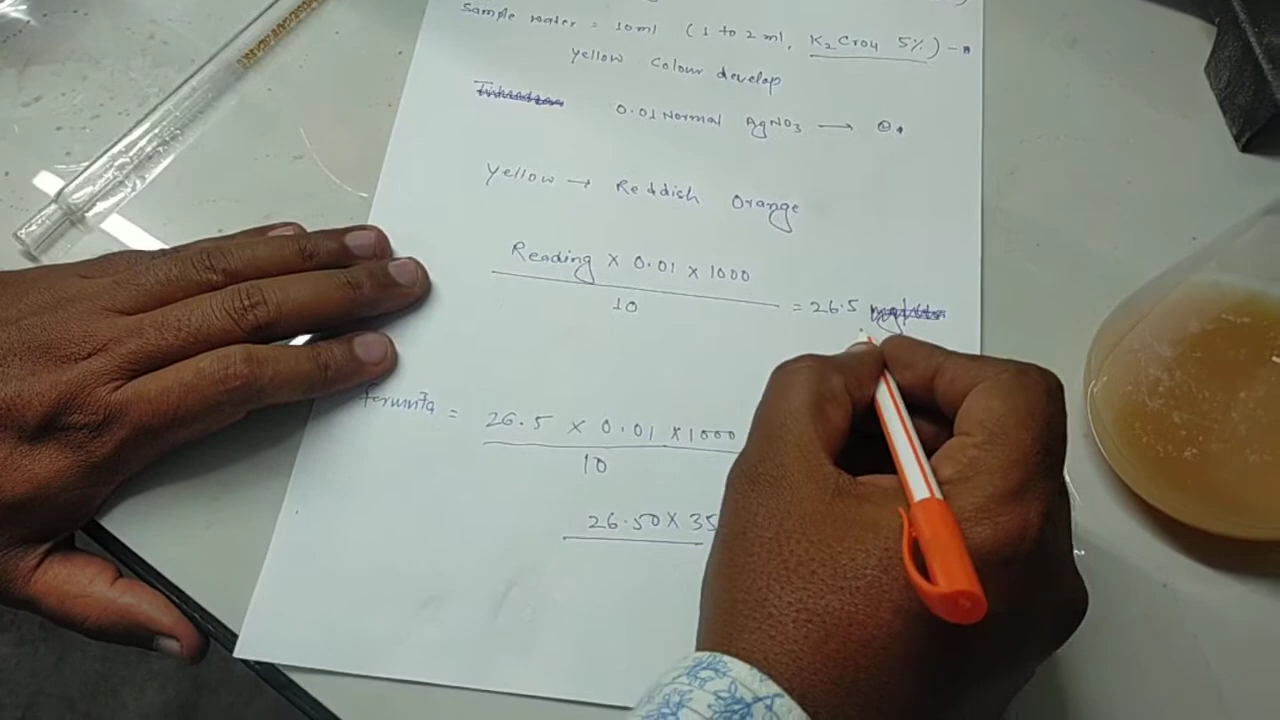 Sample water = 10ml (1 to 2 ml, K2CrO4 5%) →
Yellow Colour develop
0.01 Normal AgNO3 → 0.
Yellow → Reddish Orange
Reading X 0.01 X 1000
10
= 26.5
26.5 X 0.01 X 1000
10
26.50 X 35